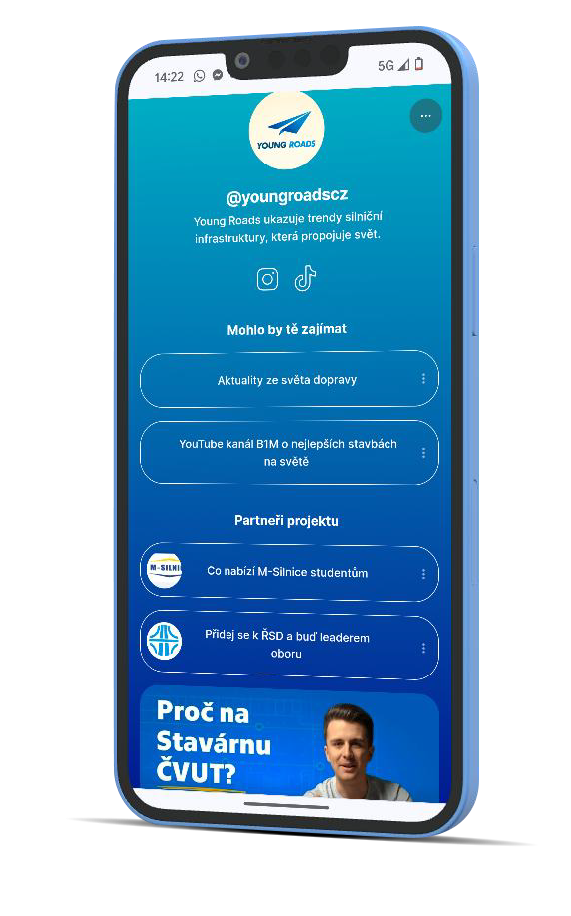 14:22
5G
YOUNG ROADS
@youngroadscz
Young Roads ukazuje trendy silniční
infrastruktury, která propojuje svět.
Mohlo by tě zajímat
Aktuality ze světa dopravy
YouTube kanál B1M o nejlepších stavbách
na světě
Partneři projektu
M-SILNI
Co nabízí M-Silnice studentům
Přidej se k ŘSD a buď leaderem
oboru
Proč na
Stavárnu
ČVUT?